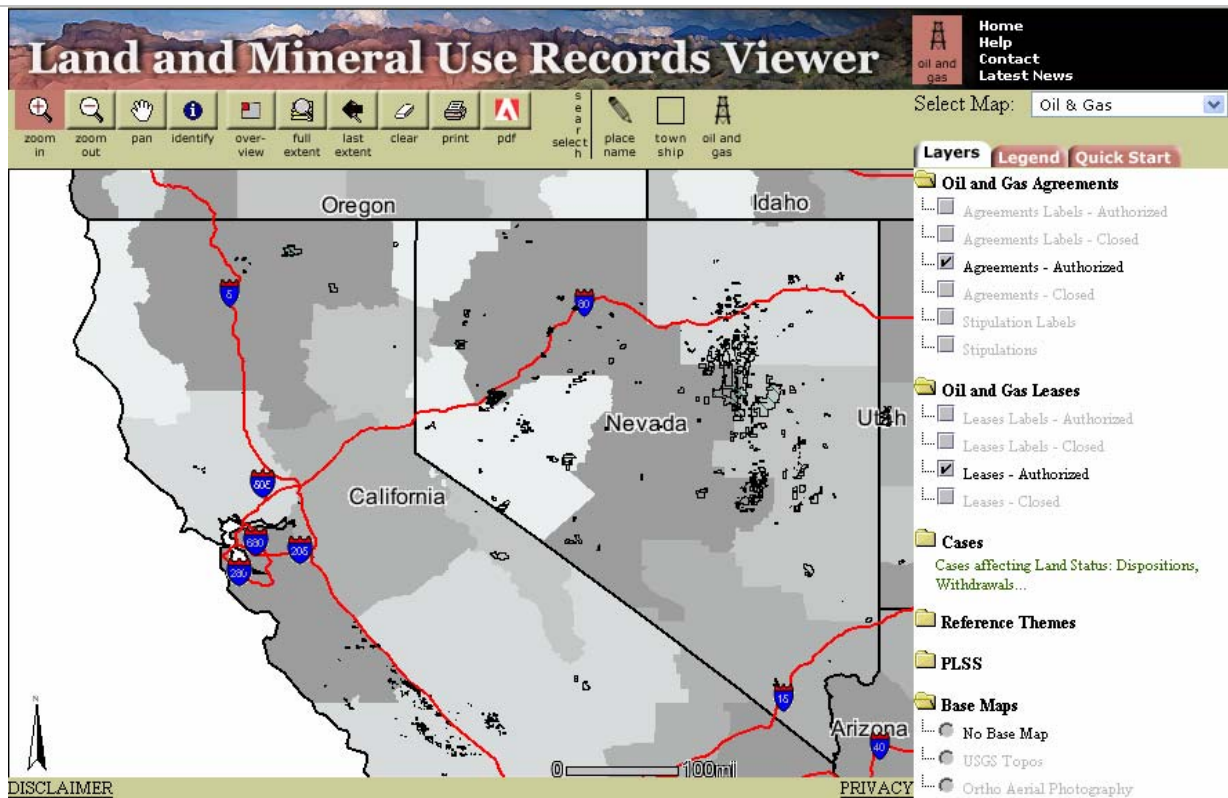 Land and Mineral Use Records Viewer
oil and
gas
Home
Help
Contact
Latest News
zoom
in
zoom
out
pan
identify
over-
view
full
extent
last
extent
clear
print
pdf
search
select
place
name
town
ship
oil and
gas
Select Map: Oil & Gas
Layers Legend Quick Start
Oregon
Idaho
Nevada
Utah
California
Arizona
5
80
505
680
205
280
15
40
N
0 100mi
Oil and Gas Agreements
Agreements Labels - Authorized
Agreements Labels - Closed
Agreements - Authorized
Agreements - Closed
Stipulation Labels
Stipulations
Oil and Gas Leases
Leases Labels - Authorized
Leases Labels - Closed
Leases - Authorized
Leases - Closed
Cases
Cases affecting Land Status: Dispositions,
Withdrawals...
Reference Themes
PLSS
Base Maps
No Base Map
USGS Topos
Ortho Aerial Photography
DISCLAIMER
PRIVACY